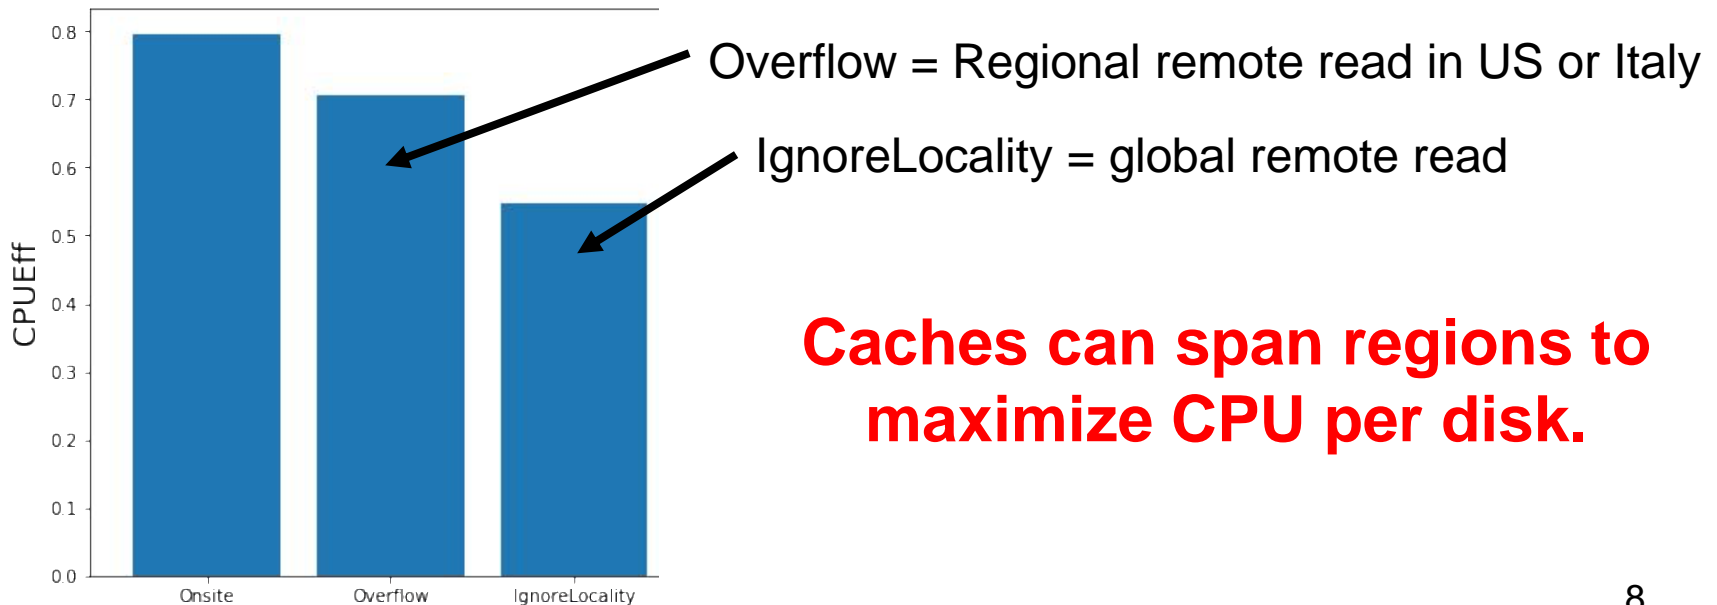 0.8
0.7
0.6
0.5
0.4
0.3
0.2
0.1
0.0
CPUEff
Onsite
Overflow
IgnoreLocality
Overflow = Regional remote read in US or Italy
IgnoreLocality = global remote read
Caches can span regions to
maximize CPU per disk.
8